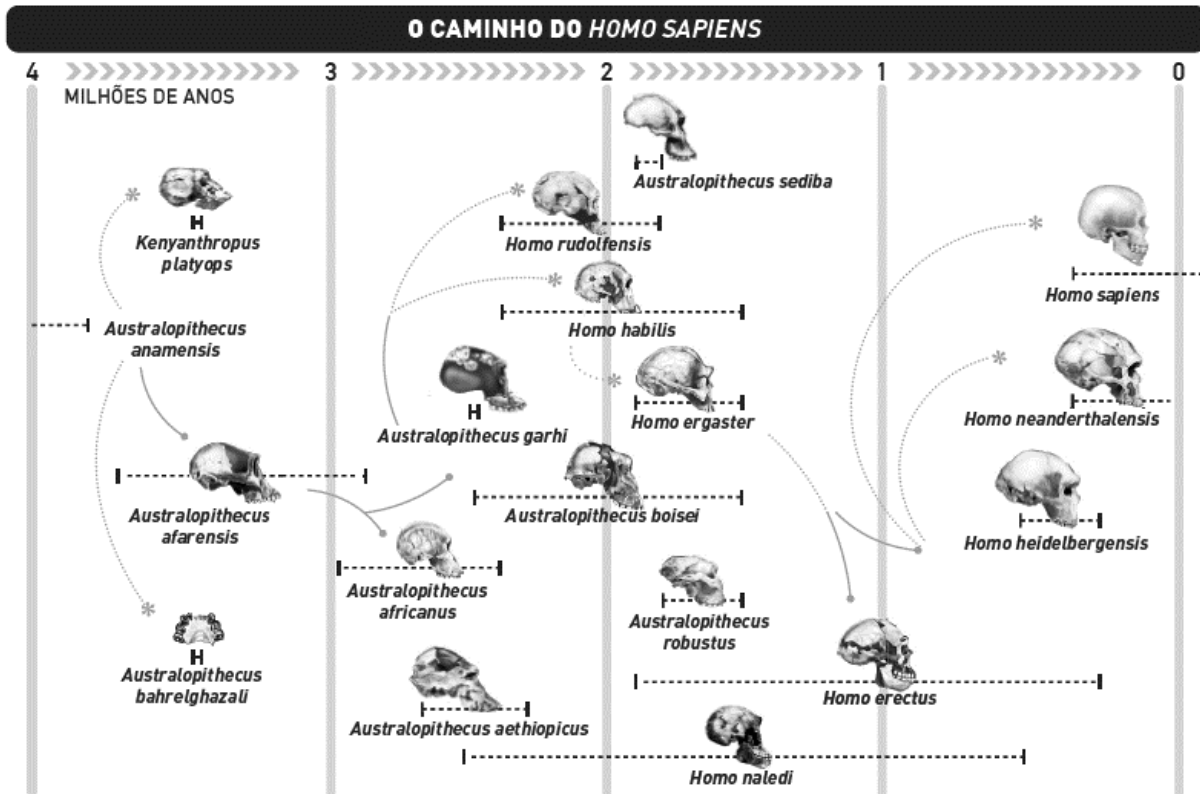 O CAMINHO DO HOMO SAPIENS
4 3 2 1 0
MILHÕES DE ANOS
Kenyanthropus
platyops
Australopithecus
anamensis
Australopithecus
afarensis
Australopithecus
bahrelghazali
Australopithecus garhi
Australopithecus
africanus
Australopithecus aethiopicus
Homo rudolfensis
Homo habilis
Australopithecus boisei
Homo naledi
Australopithecus sediba
Homo ergaster
Australopithecus
robustus
Homo erectus
Homo sapiens
Homo neanderthalensis
Homo heidelbergensis